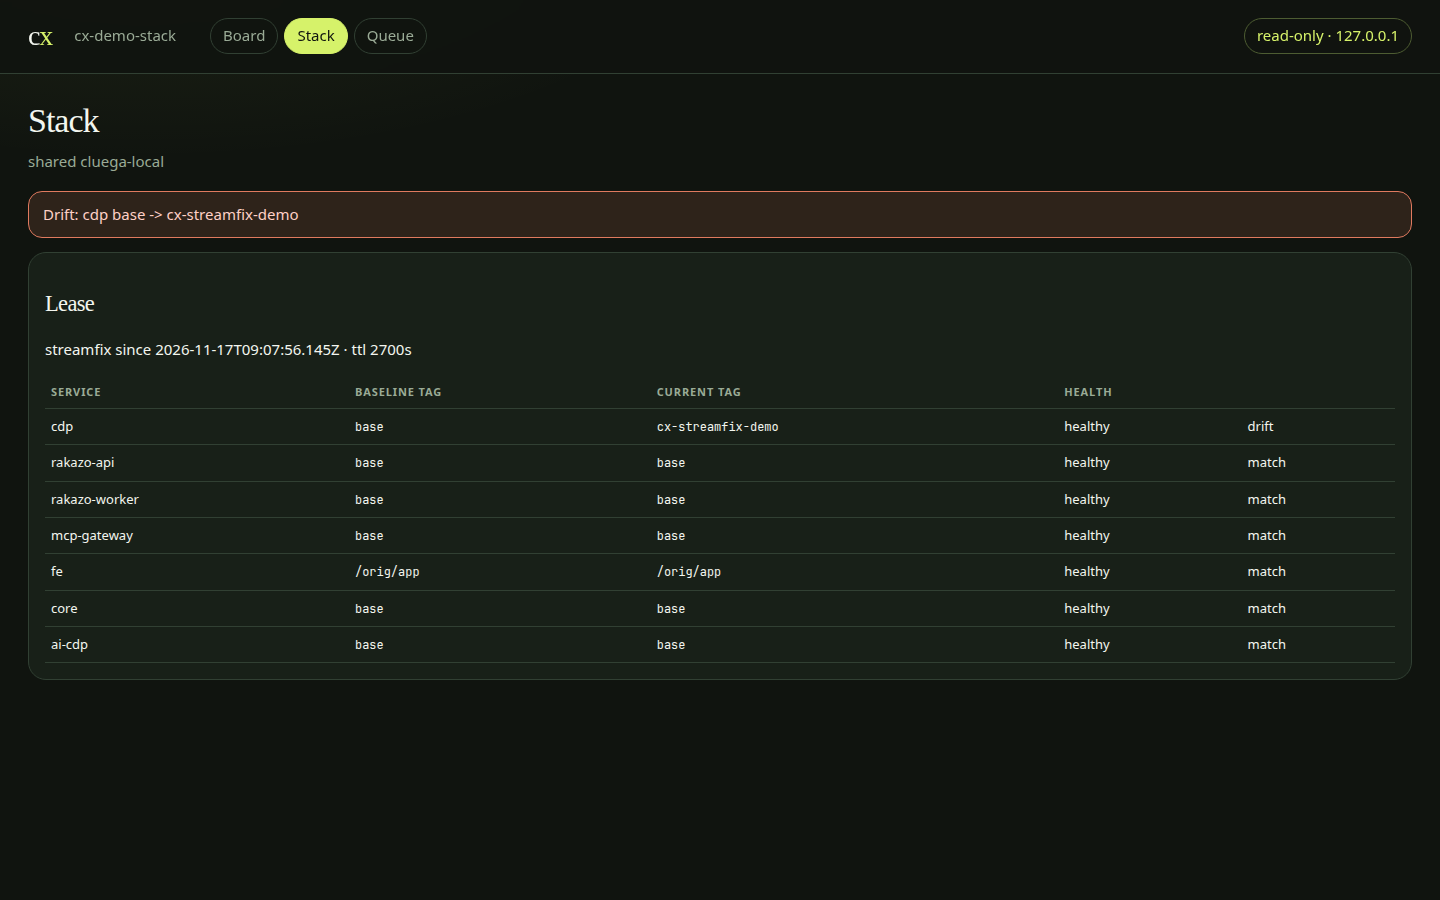 cx cx-demo-stack Board Stack Queue read-only · 127.0.0.1
Stack
shared cluega-local
Drift: cdp base -> cx-streamfix-demo
Lease
streamfix since 2026-11-17T09:07:56.145Z · ttl 2700s
SERVICE BASELINE TAG CURRENT TAG HEALTH
cdp base cx-streamfix-demo healthy drift
rakazo-api base base healthy match
rakazo-worker base base healthy match
mcp-gateway base base healthy match
fe /orig/app /orig/app healthy match
core base base healthy match
ai-cdp base base healthy match